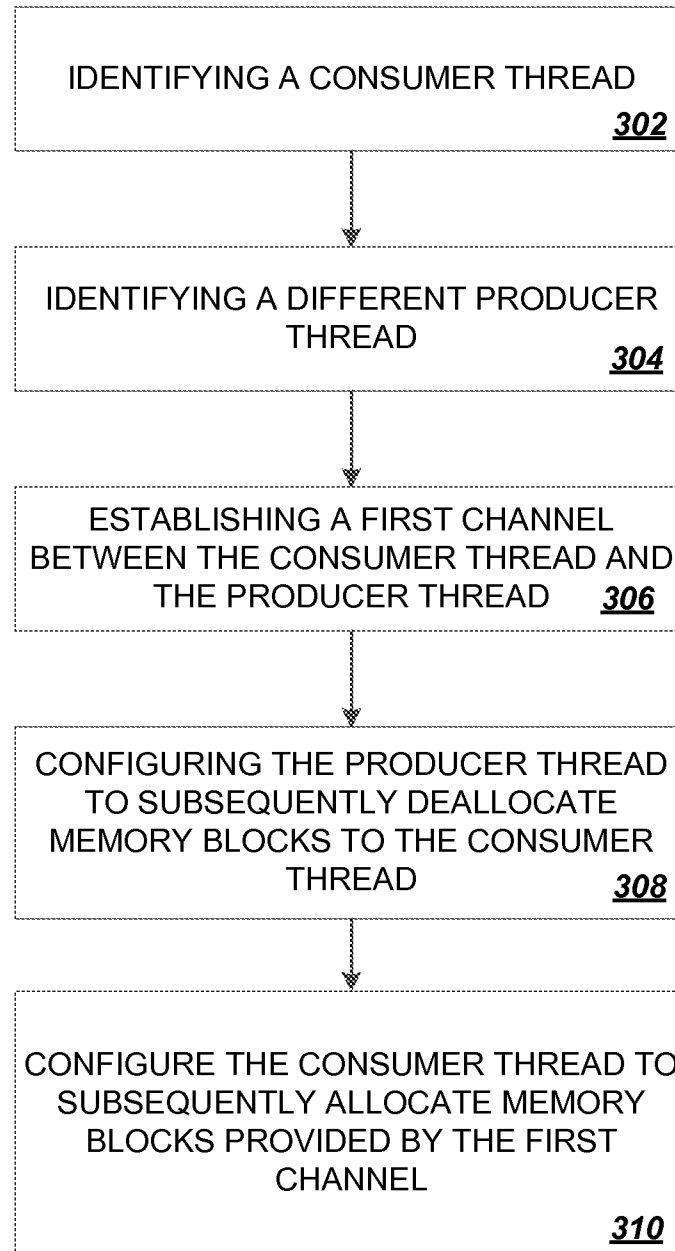 IDENTIFYING A CONSUMER THREAD
302
IDENTIFYING A DIFFERENT PRODUCER
THREAD
304
ESTABLISHING A FIRST CHANNEL
BETWEEN THE CONSUMER THREAD AND
THE PRODUCER THREAD 306
CONFIGURING THE PRODUCER THREAD
TO SUBSEQUENTLY DEALLOCATE
MEMORY BLOCKS TO THE CONSUMER
THREAD
308
CONFIGURE THE CONSUMER THREAD TO
SUBSEQUENTLY ALLOCATE MEMORY
BLOCKS PROVIDED BY THE FIRST
CHANNEL
310